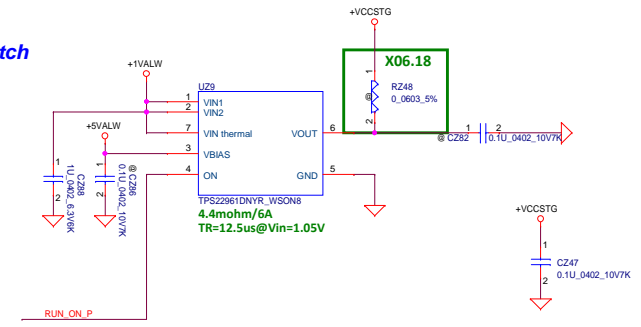 +VCCSTG
tch
X06.18
+1VALW
UZ9
1
RZ48
0_0603_5%
@
2
1 VIN1
2 VIN2
+5VALW
7 VIN thermal VOUT 6
1 2
@ CZ82 0.1U_0402_10V7K
3 VBIAS
4 ON GND 5
1
CZ88
1U_0402_6.3V6K
2
1
@ CZ86
0.1U_0402_10V7K
2
TPS22961DNYR_WSON8
4.4mohm/6A
TR=12.5us@Vin=1.05V
+VCCSTG
1
CZ47
0.1U_0402_10V7K
2
RUN_ON_P